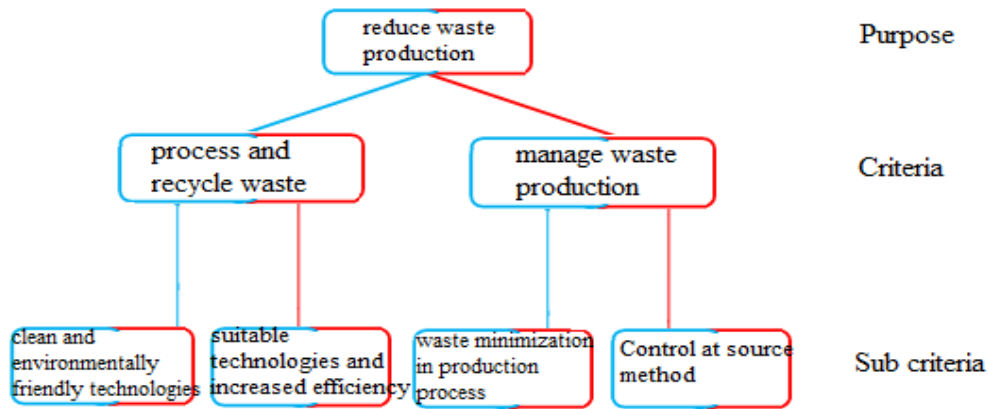 reduce waste
production
Purpose
process and
recycle waste
manage waste
production
Criteria
clean and
environmentally
friendly technologies
suitable
technologies and
increased efficiency
waste minimization
in production
process
Control at source
method
Sub criteria